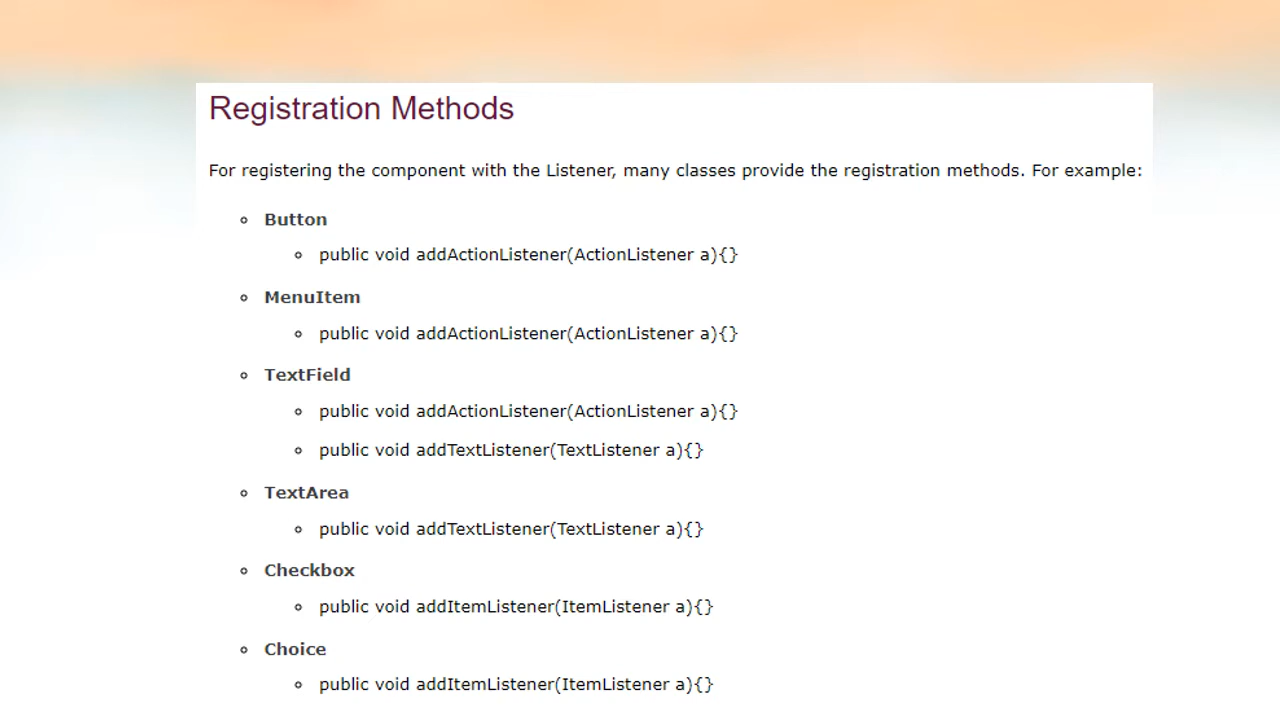 Registration Methods
For registering the component with the Listener, many classes provide the registration methods. For example:
Button
public void addActionListener(ActionListener a){}
MenuItem
public void addActionListener(ActionListener a){}
TextField
public void addActionListener(ActionListener a){}
public void addTextListener(TextListener a){}
TextArea
public void addTextListener(TextListener a){}
Checkbox
public void addItemListener(ItemListener a){}
Choice
public void addItemListener(ItemListener a){}